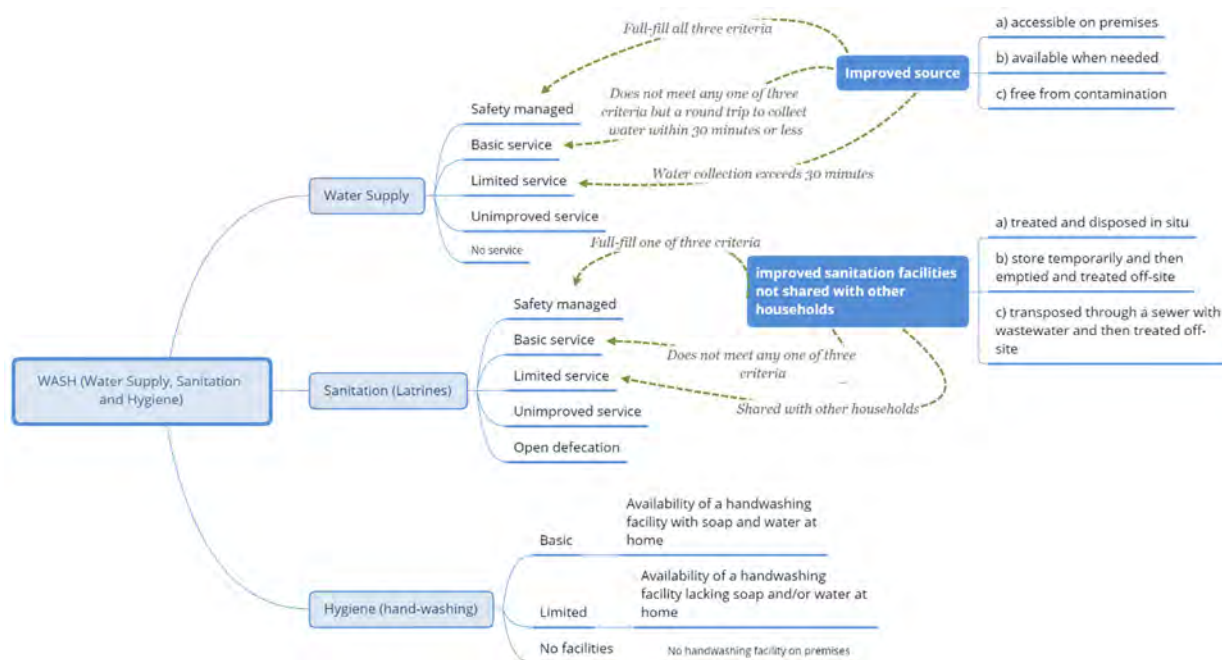 Full-fill all three criteria
a) accessible on premises
b) available when needed
c) free from contamination
Improved source
Does not meet any one of three
criteria but a round trip to collect
water within 30 minutes or less
Water collection exceeds 30 minutes
Safety managed
Basic service
Limited service
Unimproved service
No service
Water Supply
Full-fill one of three criteria
a) treated and disposed in situ
b) store temporarily and then
emptied and treated off-site
c) transposed through a sewer with
wastewater and then treated off-
site
improved sanitation facilities
not shared with other
households
Does not meet any one of three
criteria
Shared with other households
Safety managed
Basic service
Limited service
Unimproved service
Open defecation
Sanitation (Latrines)
WASH (Water Supply, Sanitation
and Hygiene)
Hygiene (hand-washing)
Basic
Availability of a handwashing
facility with soap and water at
home
Limited
Availability of a handwashing
facility lacking soap and/or water at
home
No facilities
No handwashing facility on premises